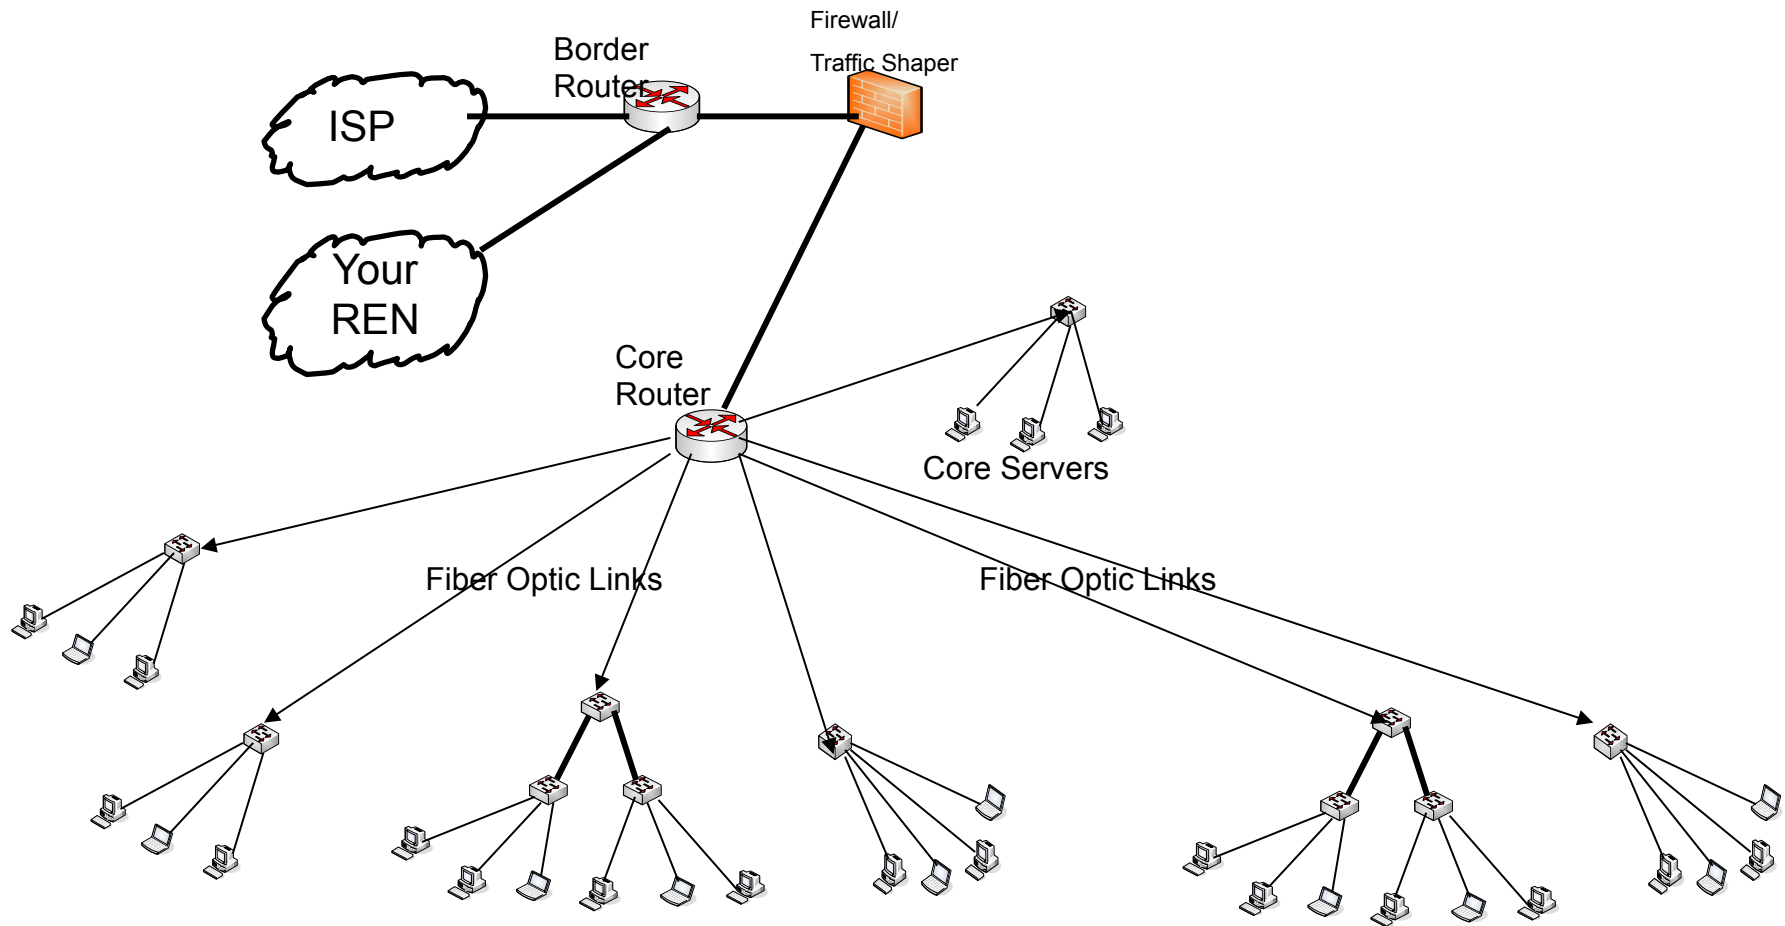 Firewall/
Traffic Shaper
Border
Router
ISP
Your
REN
Core
Router
Core Servers
Fiber Optic Links
Fiber Optic Links